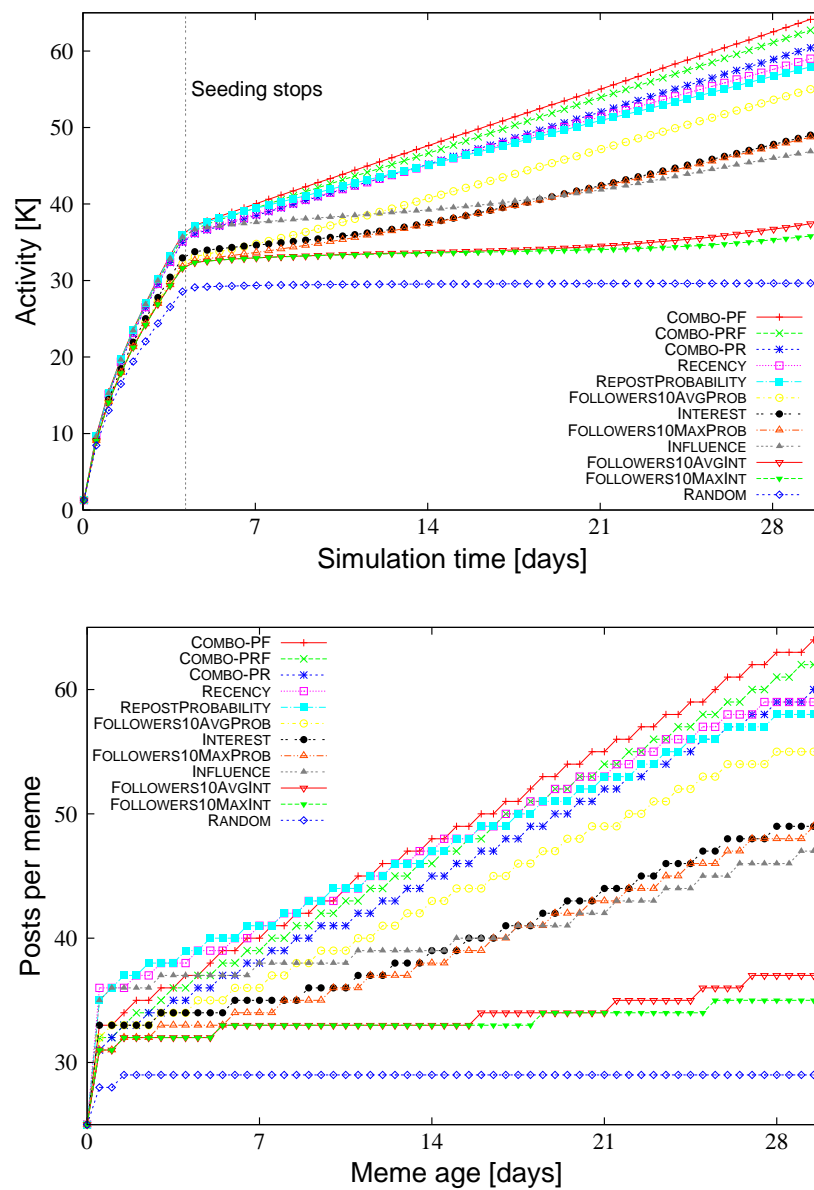 60
50
40
30
20
10
0
Activity [K]
Seeding stops
COMBO-PF
COMBO-PRF
COMBO-PR
RECENCY
REPOSTPROBABILITY
FOLLOWERS10AVGPROB
INTEREST
FOLLOWERS10MAXPROB
INFLUENCE
FOLLOWERS10AVGINT
FOLLOWERS10MAXINT
RANDOM
0 7 14 21 28
Simulation time [days]
60
50
40
30
Posts per meme
COMBO-PF
COMBO-PRF
COMBO-PR
RECENCY
REPOSTPROBABILITY
FOLLOWERS10AVGPROB
INTEREST
FOLLOWERS10MAXPROB
INFLUENCE
FOLLOWERS10AVGINT
FOLLOWERS10MAXINT
RANDOM
0 7 14 21 28
Meme age [days]